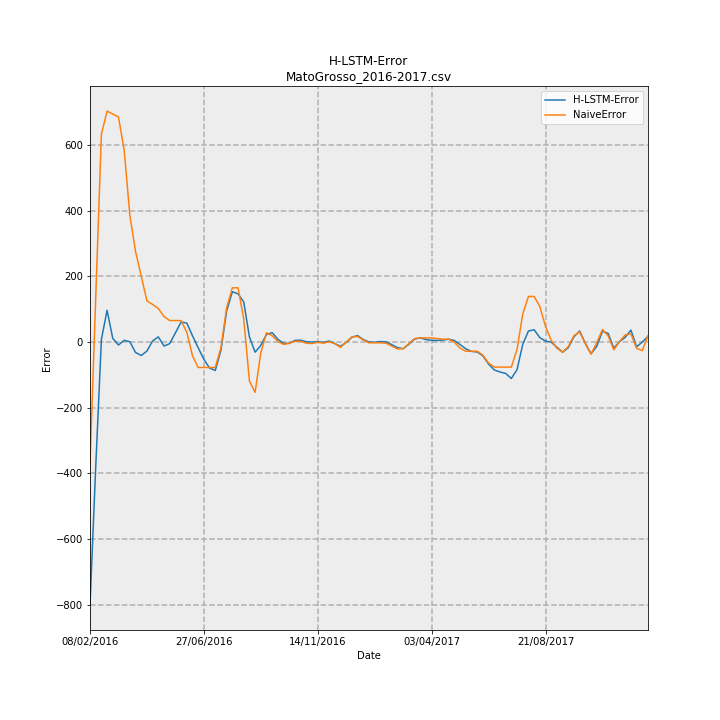 H-LSTM-Error
MatoGrosso_2016-2017.csv
H-LSTM-Error
NaiveError
600
400
200
0
−200
−400
−600
−800
Error
08/02/2016 27/06/2016 14/11/2016 03/04/2017 21/08/2017
Date